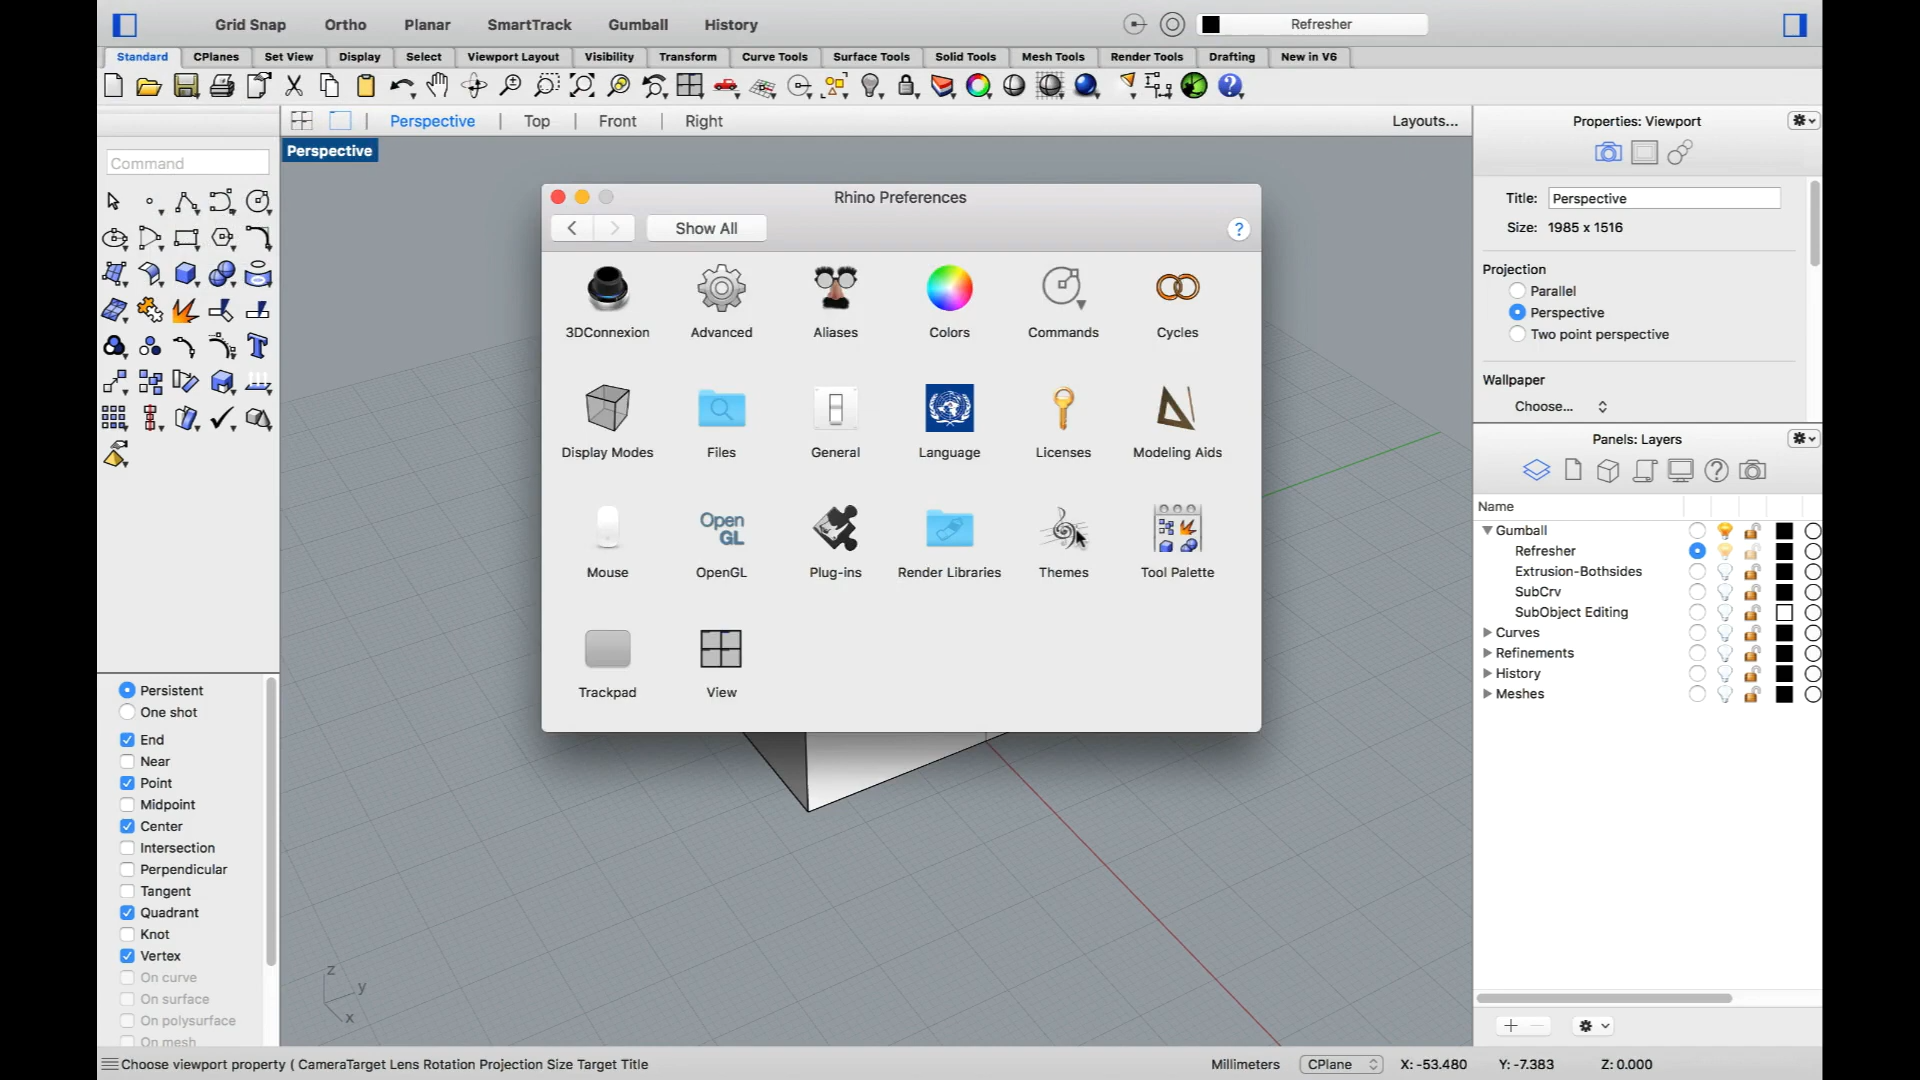 Grid Snap Ortho Planar SmartTrack Gumball History Refresher
Standard CPlanes Set View Display Select Viewport Layout Visibility Transform Curve Tools Surface Tools Solid Tools Mesh Tools Render Tools Drafting New in V6
Perspective Top Front Right Layouts...
Command
Perspective
Rhino Preferences
Show All
?
3DConnexion Advanced Aliases Colors Commands Cycles
Display Modes Files General Language Licenses Modeling Aids
Open
GL
Mouse OpenGL Plug-ins Render Libraries Themes Tool Palette
Trackpad View
Persistent
One shot
End
Near
Point
Midpoint
Center
Intersection
Perpendicular
Tangent
Quadrant
Knot
Vertex
On curve
On surface
On polysurface
On mesh
z
y
x
Properties: Viewport
Title: Perspective
Size: 1985 x 1516
Projection
Parallel
Perspective
Two point perspective
Wallpaper
Choose...
Panels: Layers
Name
Gumball
Refresher
Extrusion-Bothsides
SubCrv
SubObject Editing
Curves
Refinements
History
Meshes
Choose viewport property ( CameraTarget Lens Rotation Projection Size Target Title
Millimeters CPlane X: -53.480 Y: -7.383 Z: 0.000